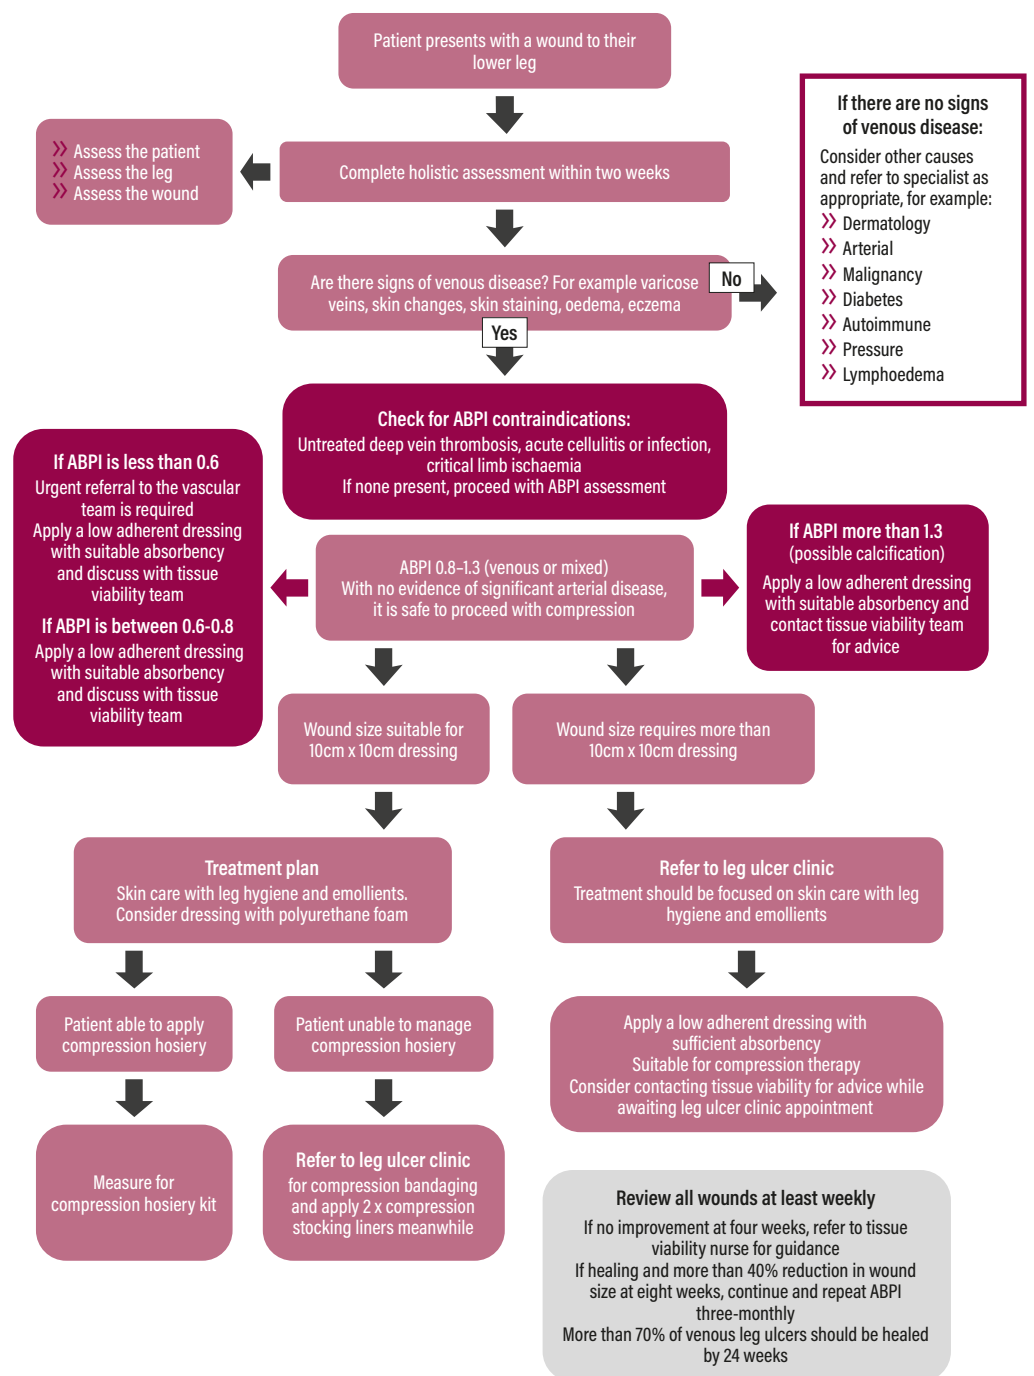 Patient presents with a wound to their
lower leg
Complete holistic assessment within two weeks
Assess the patient
Assess the leg
Assess the wound
Are there signs of venous disease? For example varicose
veins, skin changes, skin staining, oedema, eczema
No
Yes
If there are no signs
of venous disease:
Consider other causes
and refer to specialist as
appropriate, for example:
Dermatology
Arterial
Malignancy
Diabetes
Autoimmune
Pressure
Lymphoedema
Check for ABPI contraindications:
Untreated deep vein thrombosis, acute cellulitis or infection,
critical limb ischaemia
If none present, proceed with ABPI assessment
If ABPI is less than 0.6
Urgent referral to the vascular
team is required
Apply a low adherent dressing
with suitable absorbency
and discuss with tissue
viability team
If ABPI is between 0.6-0.8
Apply a low adherent dressing
with suitable absorbency
and discuss with tissue
viability team
ABPI 0.8–1.3 (venous or mixed)
With no evidence of significant arterial disease,
it is safe to proceed with compression
If ABPI more than 1.3
(possible calcification)
Apply a low adherent dressing
with suitable absorbency and
contact tissue viability team
for advice
Wound size suitable for
10cm x 10cm dressing
Wound size requires more than
10cm x 10cm dressing
Treatment plan
Skin care with leg hygiene and emollients.
Consider dressing with polyurethane foam
Refer to leg ulcer clinic
Treatment should be focused on skin care with leg
hygiene and emollients
Patient able to apply
compression hosiery
Patient unable to manage
compression hosiery
Apply a low adherent dressing with
sufficient absorbency
Suitable for compression therapy
Consider contacting tissue viability for advice while
awaiting leg ulcer clinic appointment
Measure for
compression hosiery kit
Refer to leg ulcer clinic
for compression bandaging
and apply 2 x compression
stocking liners meanwhile
Review all wounds at least weekly
If no improvement at four weeks, refer to tissue
viability nurse for guidance
If healing and more than 40% reduction in wound
size at eight weeks, continue and repeat ABPI
three-monthly
More than 70% of venous leg ulcers should be healed
by 24 weeks